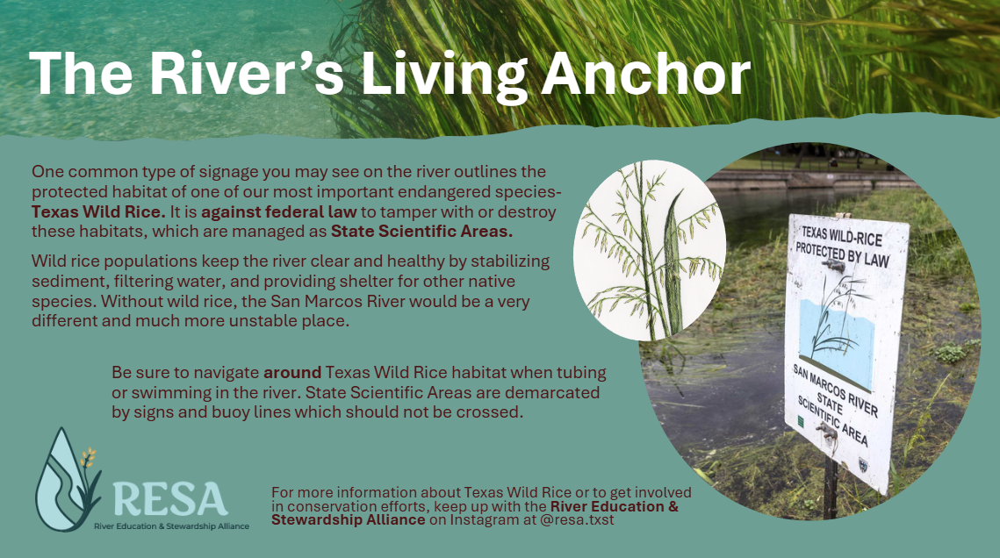 The River’s Living Anchor
One common type of signage you may see on the river outlines the
protected habitat of one of our most important endangered species-
Texas Wild Rice. It is against federal law to tamper with or destroy
these habitats, which are managed as State Scientific Areas.
Wild rice populations keep the river clear and healthy by stabilizing
sediment, filtering water, and providing shelter for other native
species. Without wild rice, the San Marcos River would be a very
different and much more unstable place.
TEXAS WILD-RICE
PROTECTED BY LAW
SAN MARCOS RIVER
STATE
SCIENTIFIC AREA
Be sure to navigate around Texas Wild Rice habitat when tubing
or swimming in the river. State Scientific Areas are demarcated
by signs and buoy lines which should not be crossed.
RESA
River Education & Stewardship Alliance
For more information about Texas Wild Rice or to get involved
in conservation efforts, keep up with the River Education &
Stewardship Alliance on Instagram at @resa.txst